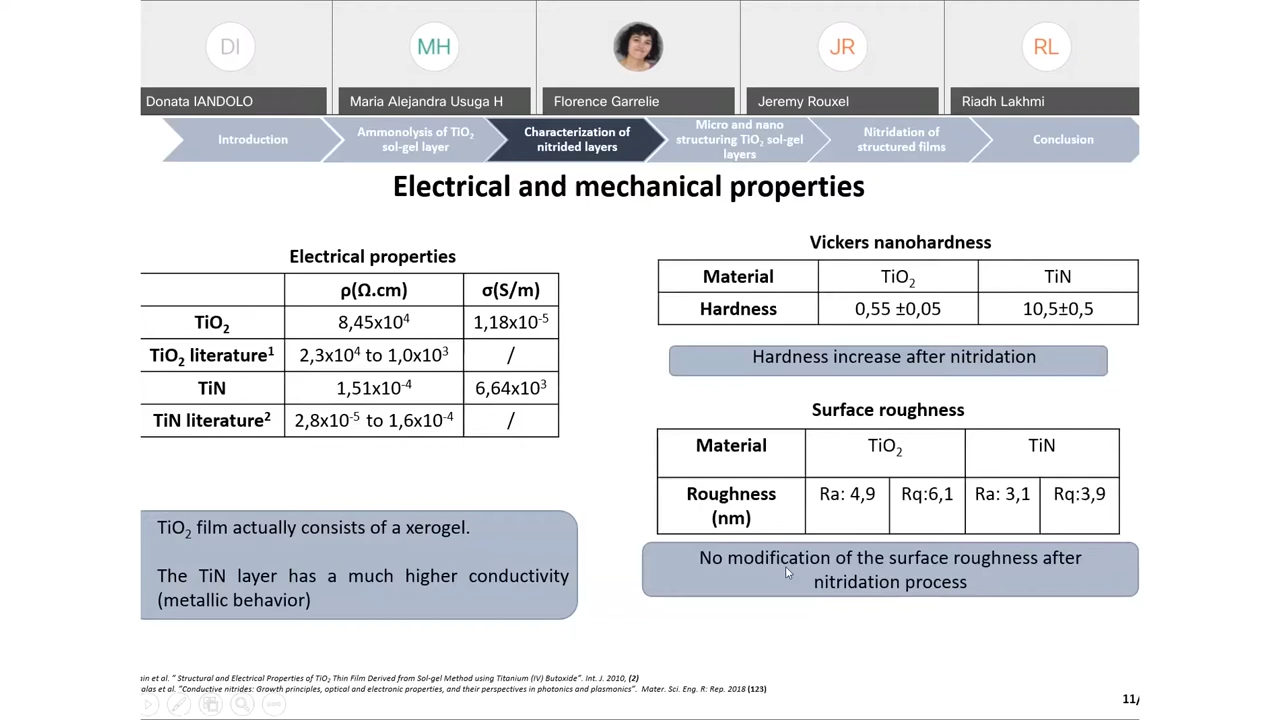 DI
MH
JR
RL
Donata IANDOLO
Maria Alejandra Usuga H
Florence Garrelie
Jeremy Rouxel
Riadh Lakhmi
Introduction
Ammonolysis of TiO₂
sol-gel layer
Characterization of
nitrided layers
Micro and nano
structuring TiO₂ sol-gel
layers
Nitridation of
structured films
Conclusion
Electrical and mechanical properties
Electrical properties
ρ(Ω.cm) σ(S/m)
TiO₂ 8,45x10⁴ 1,18x10⁻⁵
TiO₂ literature¹ 2,3x10⁴ to 1,0x10³ /
TiN 1,51x10⁻⁴ 6,64x10³
TiN literature² 2,8x10⁻⁵ to 1,6x10⁻⁴ /
TiO₂ film actually consists of a xerogel.
The TiN layer has a much higher conductivity
(metallic behavior)
Vickers nanohardness
Material TiO₂ TiN
Hardness 0,55 ±0,05 10,5±0,5
Hardness increase after nitridation
Surface roughness
Material TiO₂ TiN
Roughness
(nm)
Ra: 4,9 Rq:6,1 Ra: 3,1 Rq:3,9
No modification of the surface roughness after
nitridation process
in et al. " Structural and Electrical Properties of TiO₂ Thin Film Derived from Sol-gel Method using Titanium (IV) Butoxide". Int. J. 2010, (2)
alas et al. "Conductive nitrides: Growth principles, optical and electronic properties, and their perspectives in photonics and plasmonics". Mater. Sci. Eng. R: Rep. 2018 (123)
11/